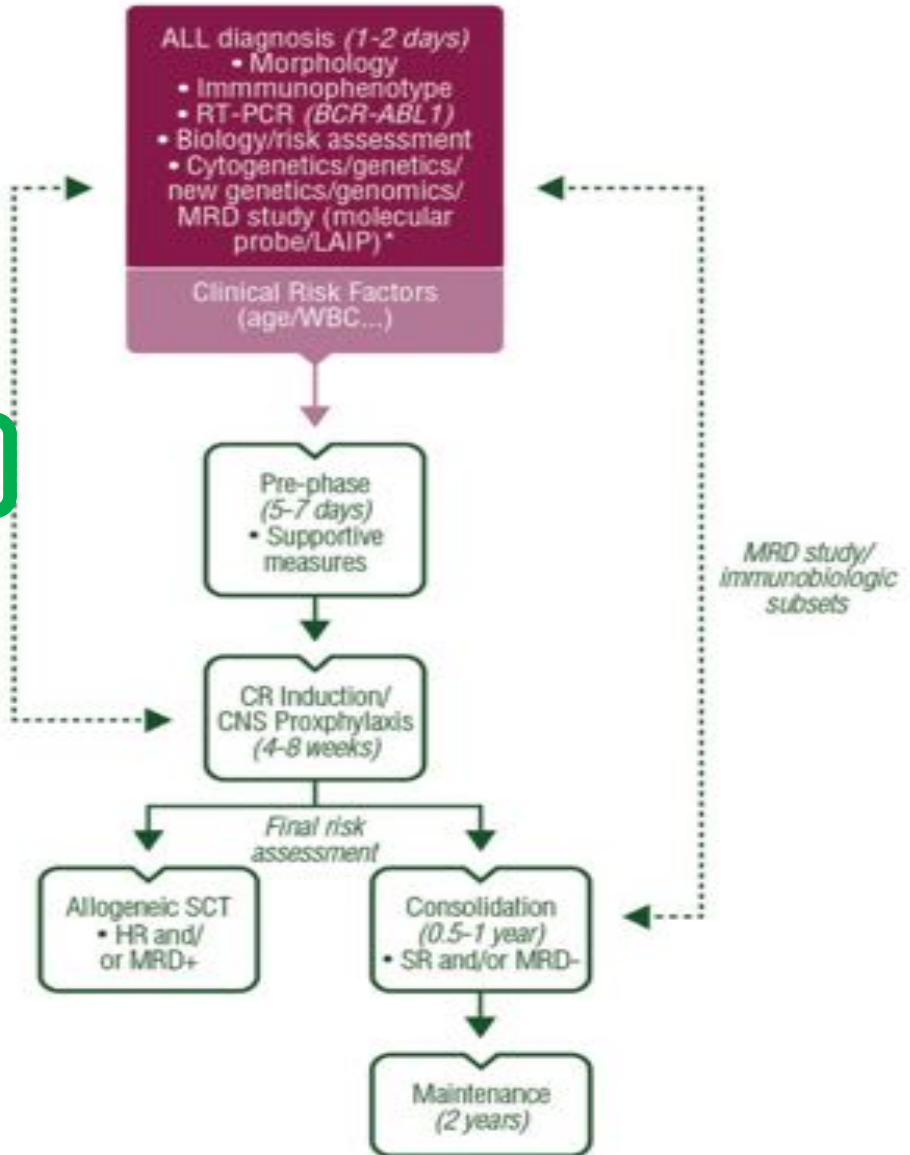 ALL diagnosis (1-2 days)
• Morphology
• Immmunophenotype
• RT-PCR (BCR-ABL1)
• Biology/risk assessment
• Cytogenetics/genetics/
new genetics/genomics/
MRD study (molecular
probe/LAIP)*
Clinical Risk Factors
(age/WBC...)
Pre-phase
(5-7 days)
• Supportive
measures
MRD study/
immunobiologic
subsets
CR Induction/
CNS Proxphylaxis
(4-8 weeks)
Final risk
assessment
Allogeneic SCT
• HR and/
or MRD+
Consolidation
(0.5-1 year)
• SR and/or MRD-
Maintenance
(2 years)